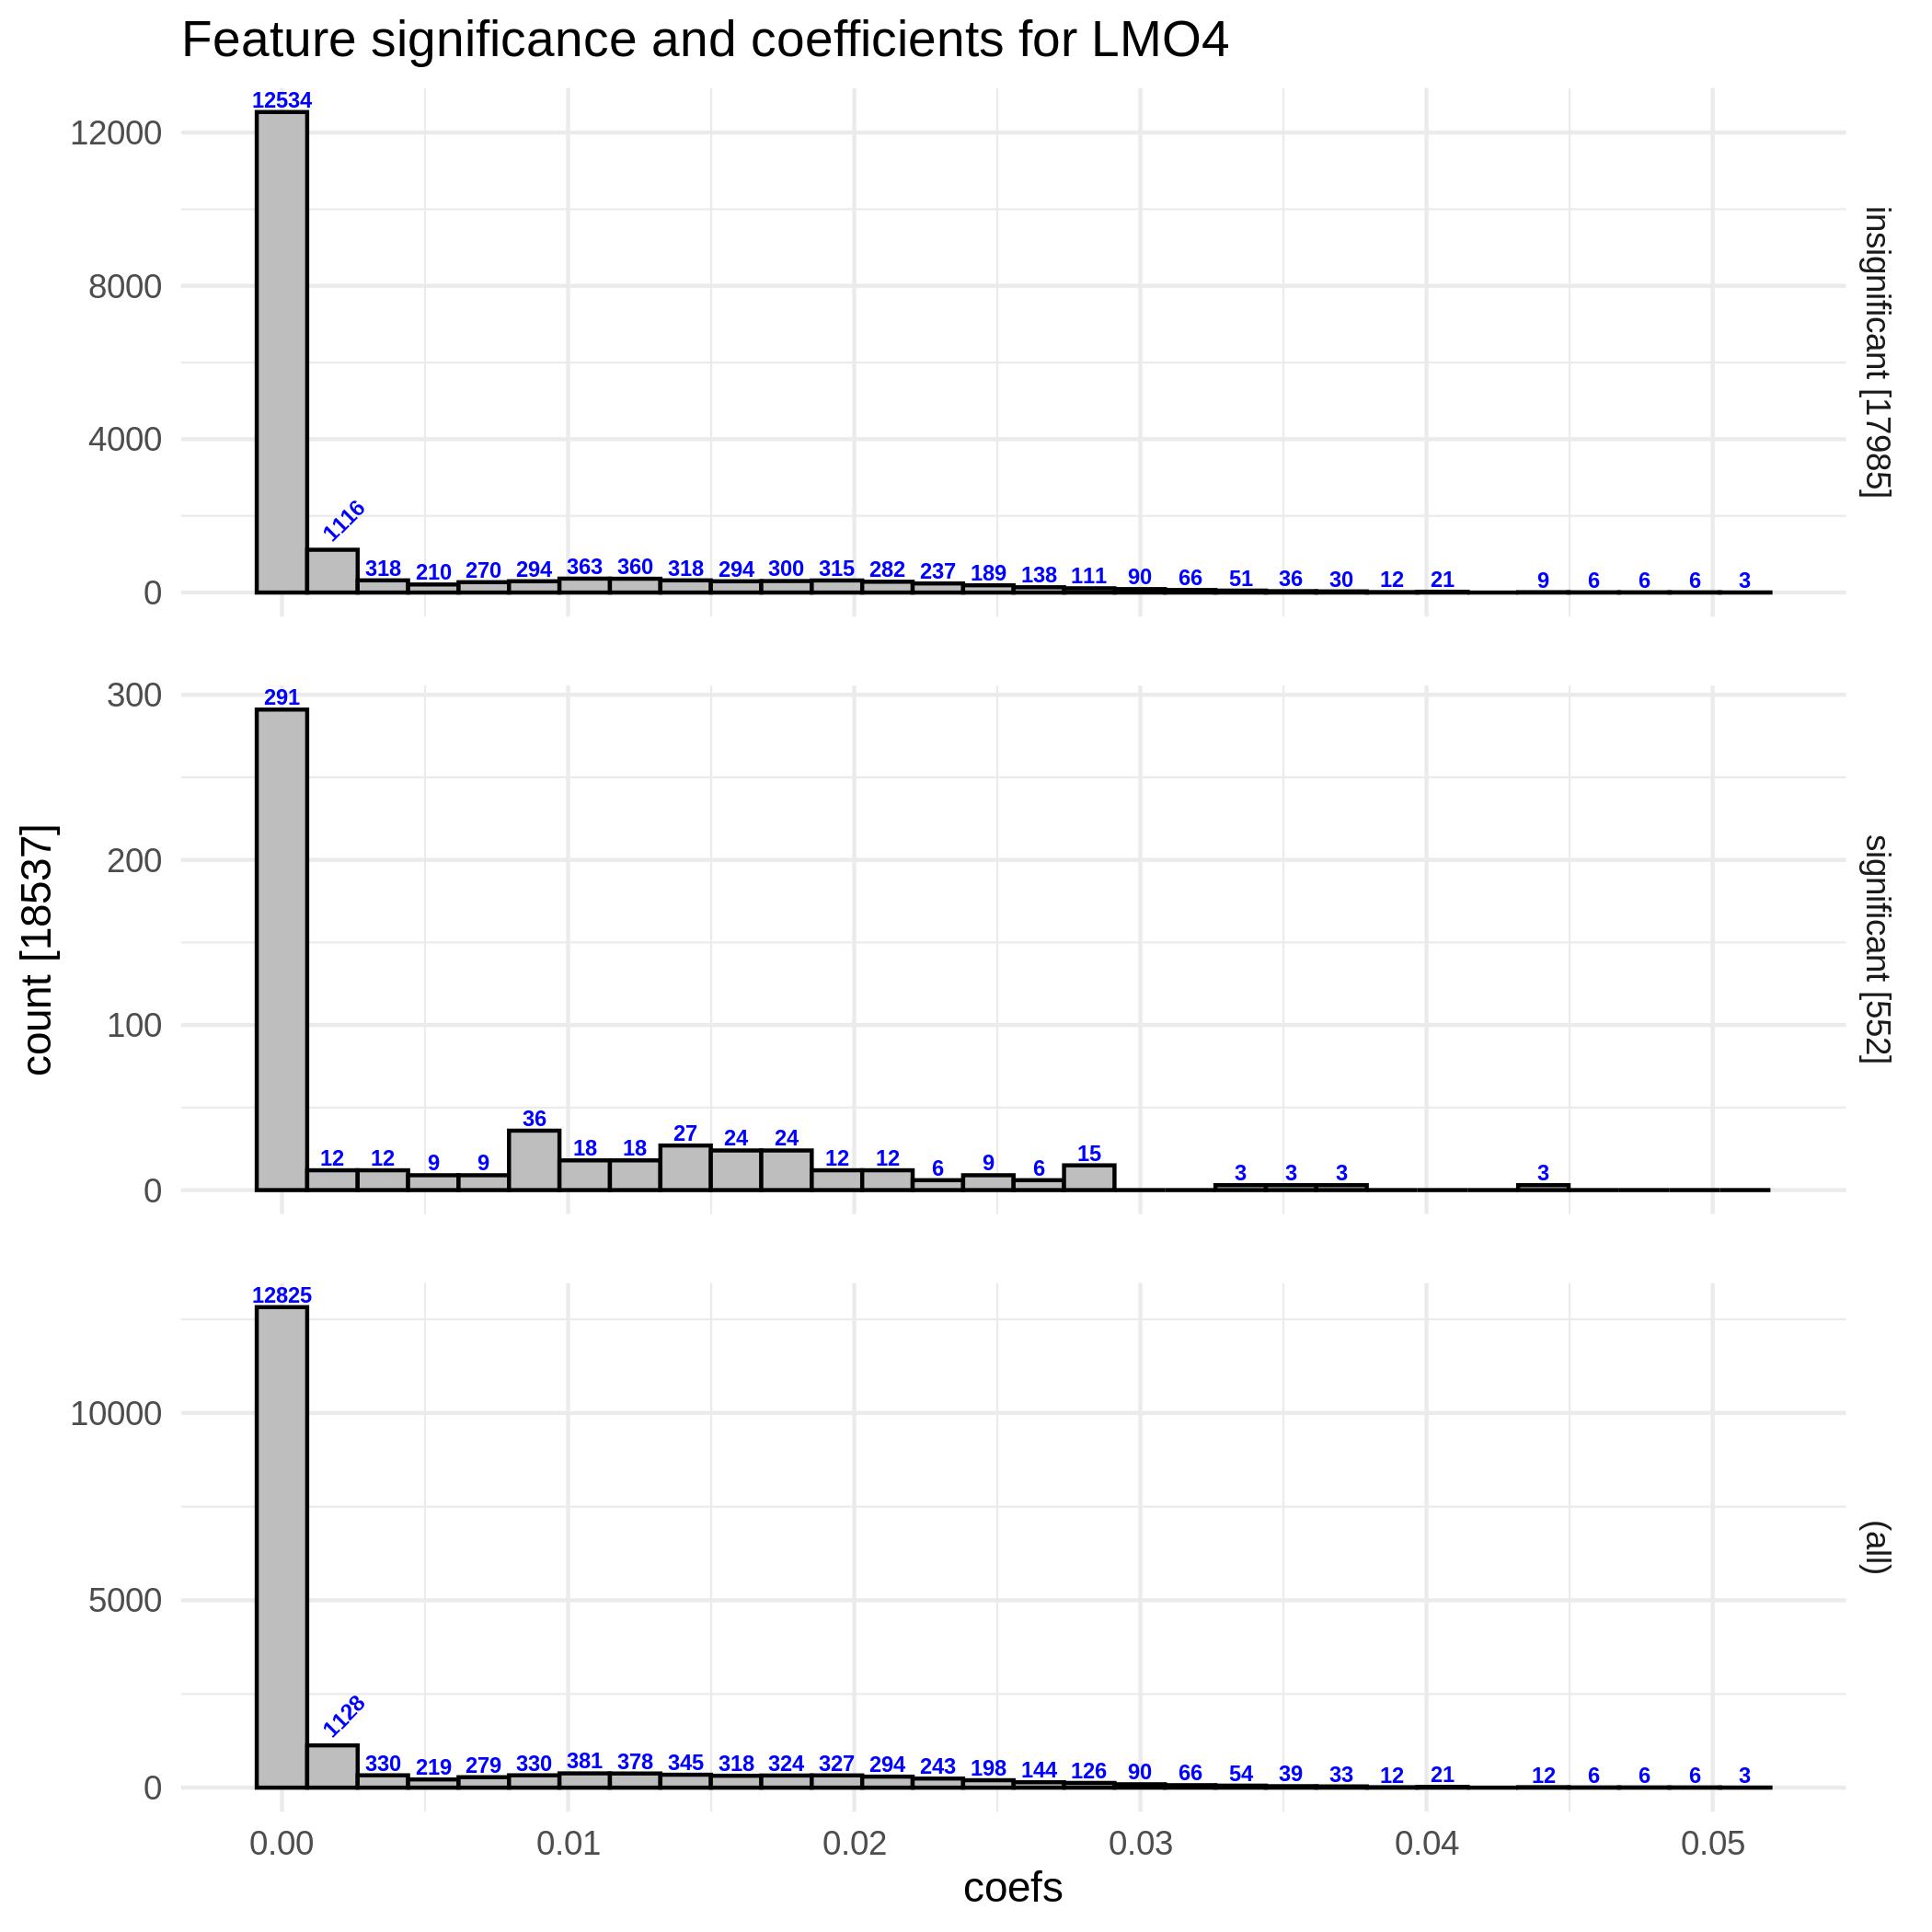 Feature significance and coefficients for LMO4
12534
12000
8000
4000
0
1116
318 210 270 294 363 360 318 294 300 315 282 237 189 138 111 90 66 51 36 30 12 21 9 6 6 6 3
insignificant [17985]
300
200
100
0
291
12 12 9 9 36 18 18 27 24 24 12 12 6 9 6 15 3 3 3 3
significant [552]
count [18537]
12825
10000
5000
0
1128
330 219 279 330 381 378 345 318 324 327 294 243 198 144 126 90 66 54 39 33 12 21 12 6 6 6 3
(all)
0.00 0.01 0.02 0.03 0.04 0.05
coefs